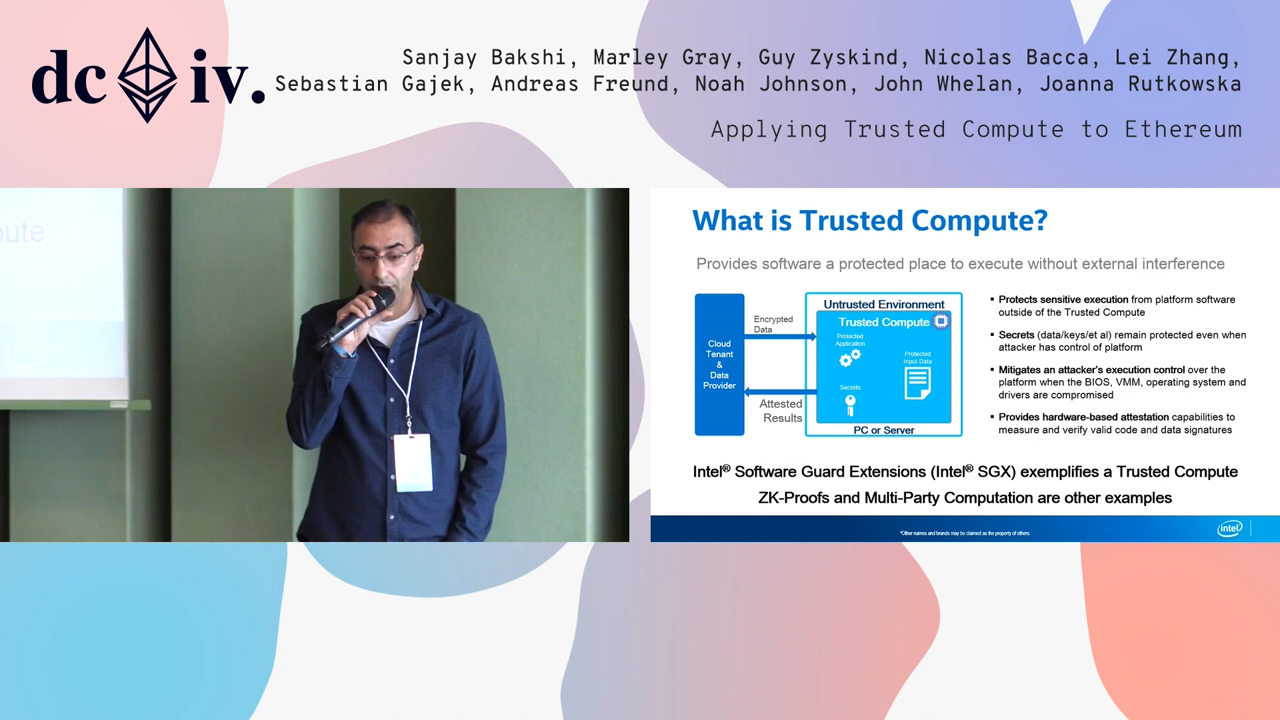 dc iv.
Sanjay Bakshi, Marley Gray, Guy Zyskind, Nicolas Bacca, Lei Zhang,
Sebastian Gajek, Andreas Freund, Noah Johnson, John Whelan, Joanna Rutkowska
Applying Trusted Compute to Ethereum
ute
What is Trusted Compute?
Provides software a protected place to execute without external interference
Cloud
Tenant
&
Data
Provider
Encrypted
Data
Attested
Results
Untrusted Environment
Trusted Compute
Protected
Application
Protected
Input Data
Secrets
PC or Server
▪ Protects sensitive execution from platform software
outside of the Trusted Compute
▪ Secrets (data/keys/et al) remain protected even when
attacker has control of platform
▪ Mitigates an attacker's execution control over the
platform when the BIOS, VMM, operating system and
drivers are compromised
▪ Provides hardware-based attestation capabilities to
measure and verify valid code and data signatures
Intel® Software Guard Extensions (Intel® SGX) exemplifies a Trusted Compute
ZK-Proofs and Multi-Party Computation are other examples
*Other names and brands may be claimed as the property of others.
intel